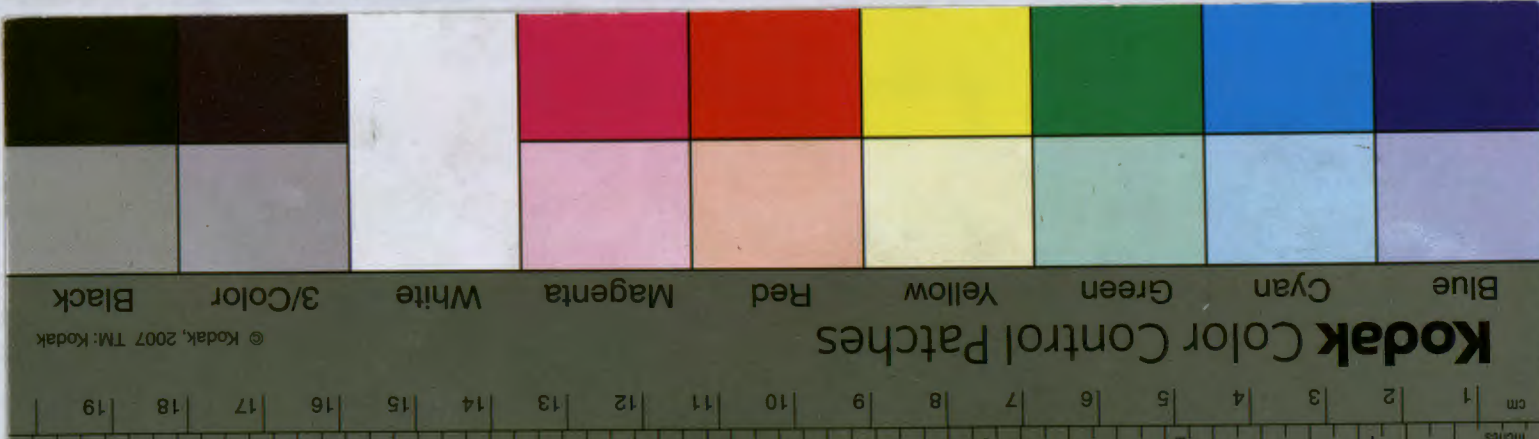 cm 1 2 3 4 5 6 7 8 9 10 11 12 13 14 15 16 17 18 19
Kodak Color Control Patches © Kodak, 2007 TM: Kodak
Blue Cyan Green Yellow Red Magenta White 3/Color Black